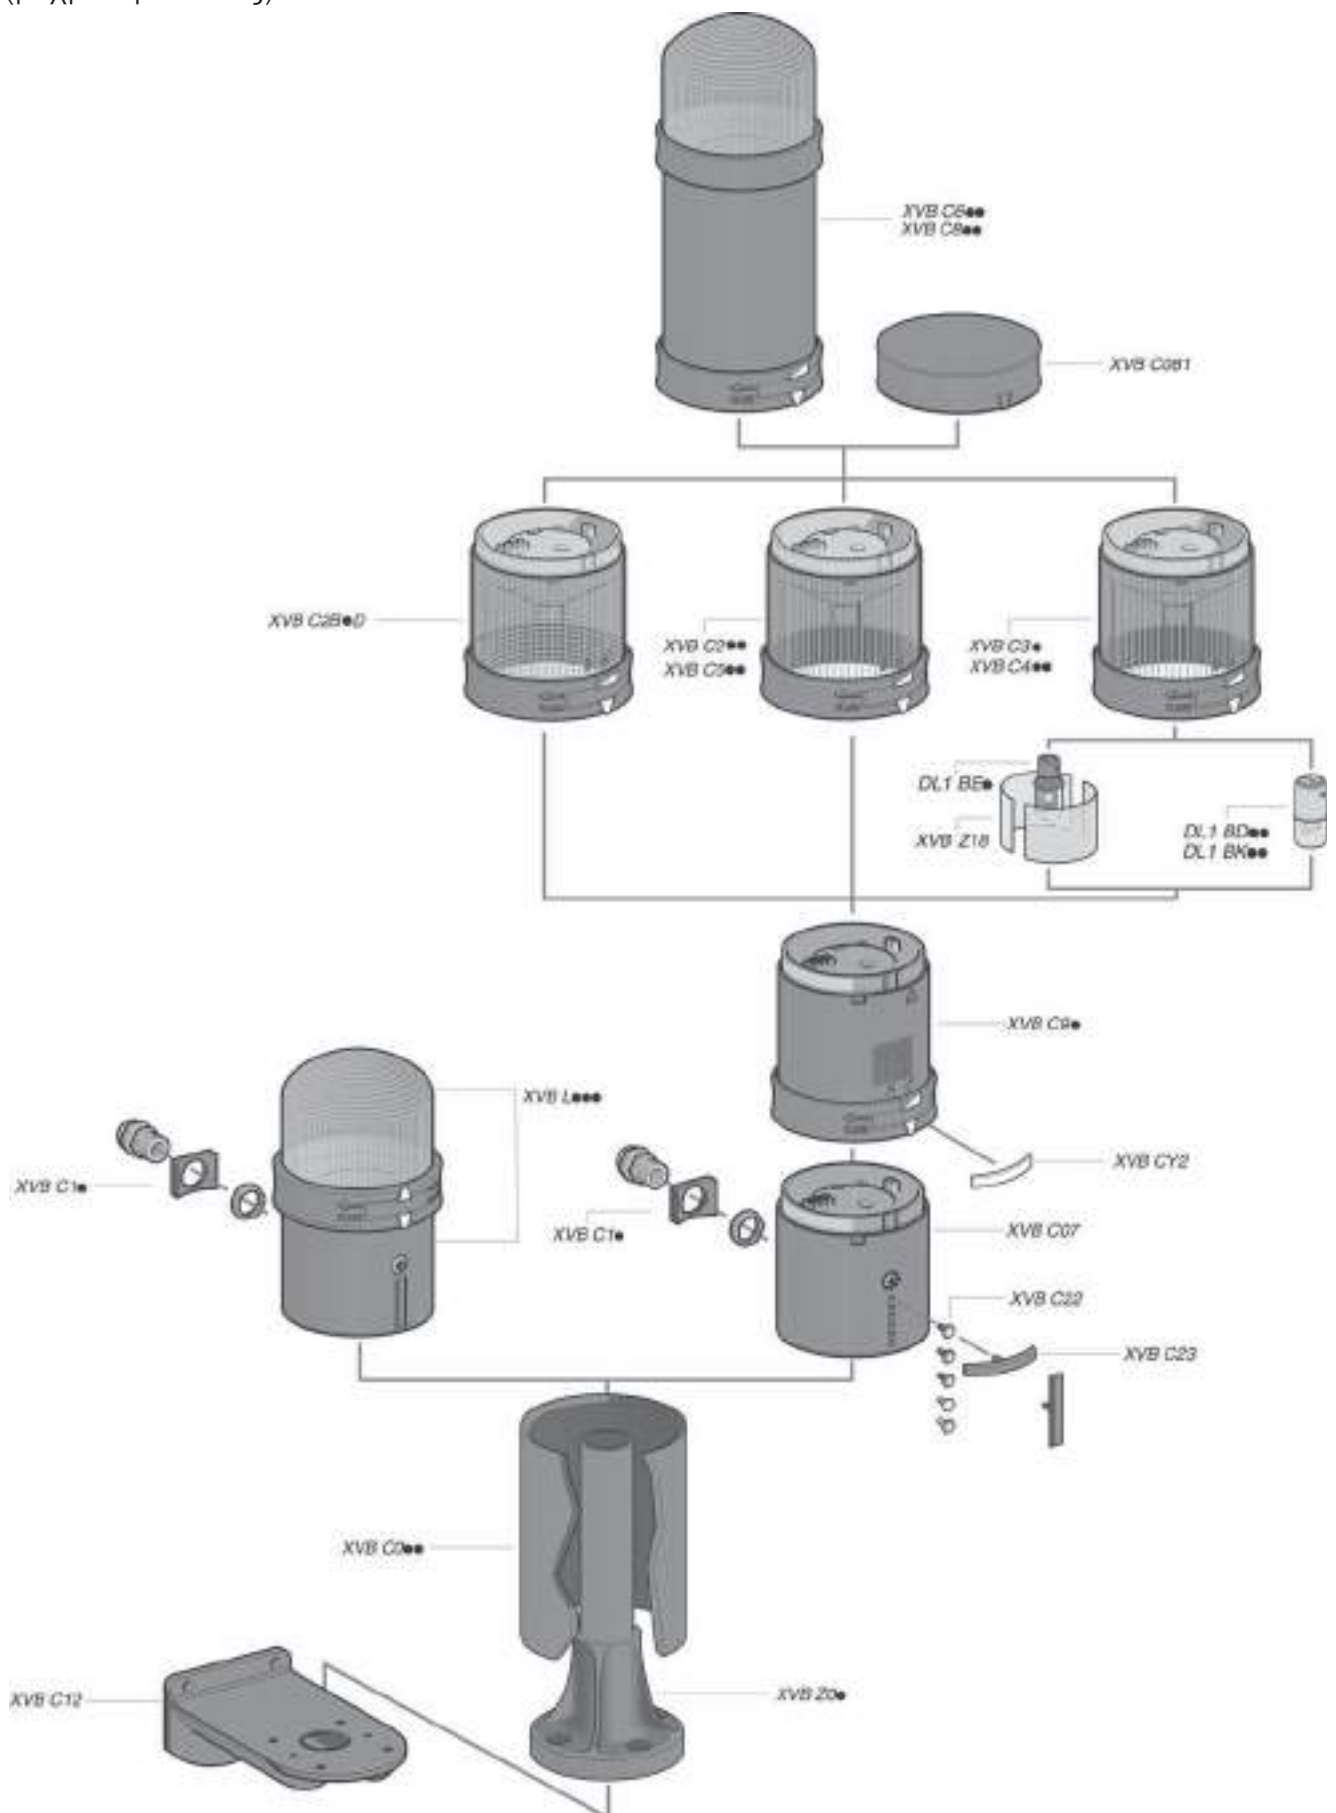 XVB C6●●
XVB C8●●
XVB C081
XVB C2B●D
XVB C2●●
XVB C5●●
XVB C3●
XVB C4●●
DL1 BE●
XVB Z18
DL1 BD●●
DL1 BK●●
XVB C9●
XVB L●●●
XVB C1●
XVB CY2
XVB C1●
XVB C07
XVB C22
XVB C23
XVB C0●●
XVB C12
XVB Z0●